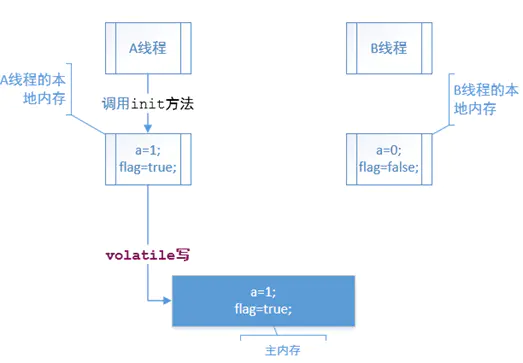 A线程
B线程
A线程的本
地内存
B线程的本
地内存
调用init方法
a=1;
flag=true;
a=0;
flag=false;
volatile写
a=1;
flag=true;
主内存